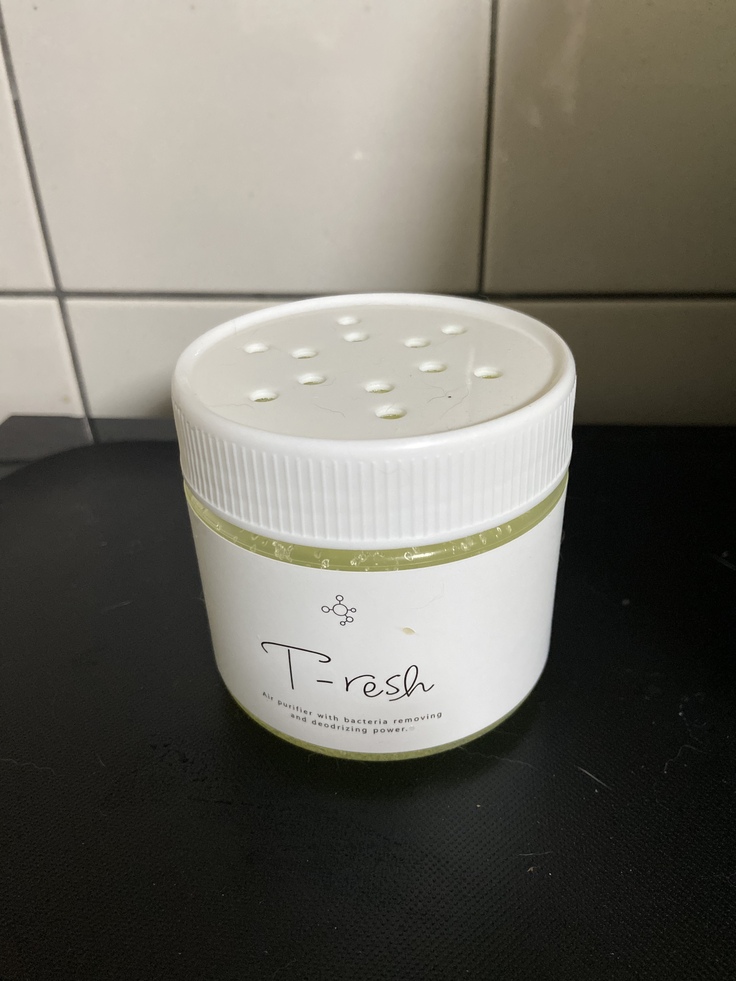 T-resh
Air purifier with bacteria removing
and deodrizing power.